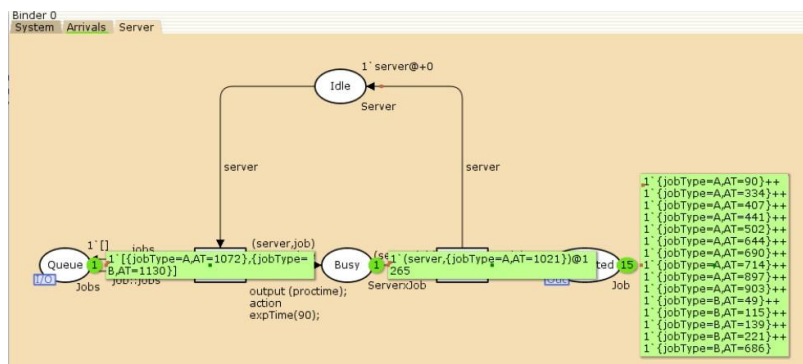 Binder 0
System Arrivals Server
1`server@+0
Idle
Server
server
server
1`[] jobs
(server,job)
Queue
1
1`[{jobType=A,AT=1072},{jobType=
B,AT=1130}]
I/O
Jobs
job::jobs
output (proctime);
action
expTime(90);
Busy
1
1`(server,{jobType=A,AT=1021})@1
265
ServerxJob
ted
15
Out
Job
1`{jobType=A,AT=90}++
1`{jobType=A,AT=334}++
1`{jobType=A,AT=407}++
1`{jobType=A,AT=441}++
1`{jobType=A,AT=502}++
1`{jobType=A,AT=644}++
1`{jobType=A,AT=690}++
1`{jobType=A,AT=714}++
1`{jobType=A,AT=897}++
1`{jobType=A,AT=903}++
1`{jobType=B,AT=49}++
1`{jobType=B,AT=115}++
1`{jobType=B,AT=139}++
1`{jobType=B,AT=221}++
1`{jobType=B,AT=686}